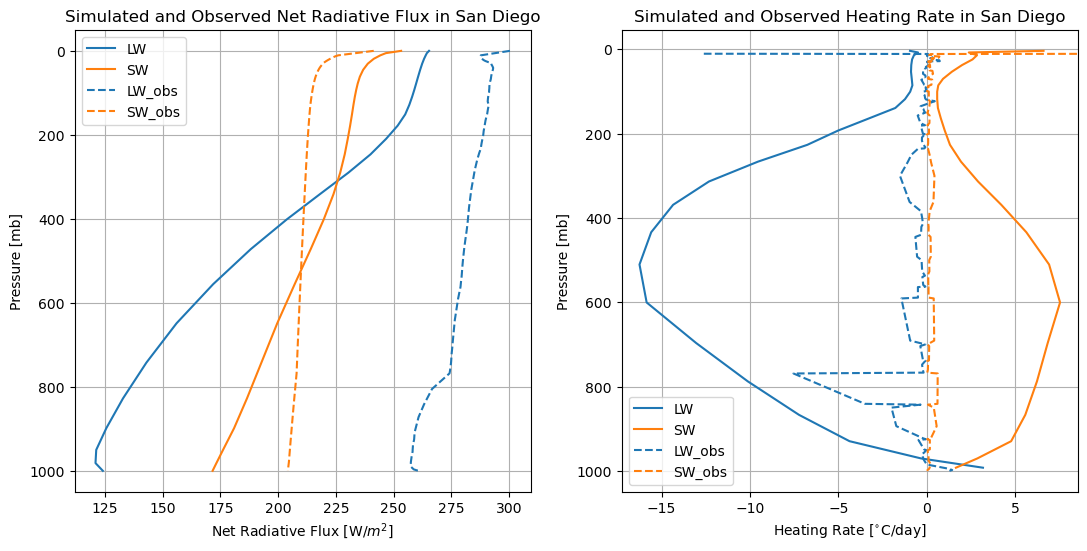 Simulated and Observed Net Radiative Flux in San Diego
LW
SW
LW_obs
SW_obs
0
200
400
600
800
1000
Pressure [mb]
125
150
175
200
225
250
275
300
Net Radiative Flux [W/m²]
Simulated and Observed Heating Rate in San Diego
0
200
400
600
800
1000
Pressure [mb]
LW
SW
LW_obs
SW_obs
−15
−10
−5
0
5
Heating Rate [°C/day]